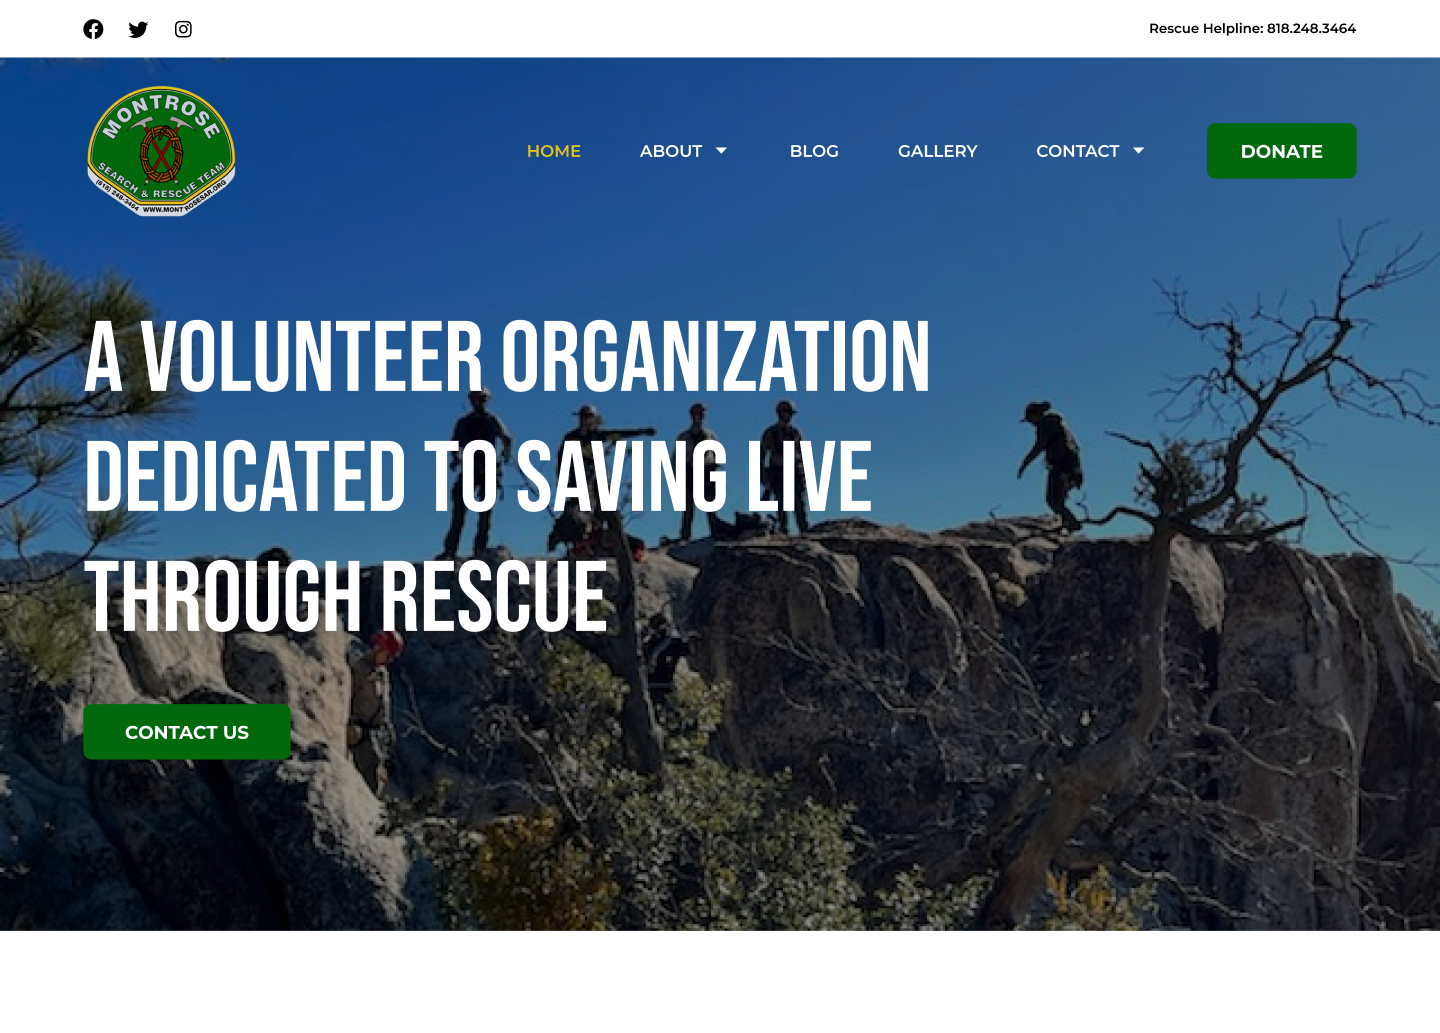 Rescue Helpline: 818.248.3464
MONTROSE
SEARCH & RESCUE TEAM
(818) 248-3464 WWW.MONTROSESAR.ORG
HOME ABOUT BLOG GALLERY CONTACT DONATE
A VOLUNTEER ORGANIZATION
DEDICATED TO SAVING LIVE
THROUGH RESCUE
CONTACT US